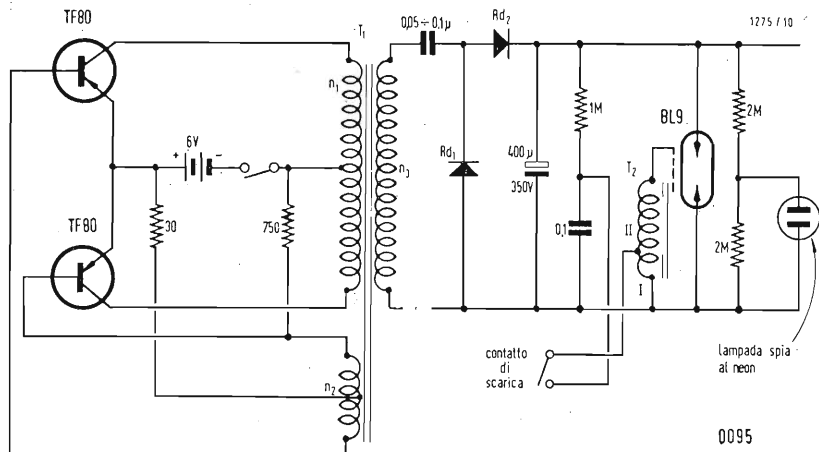 TF80
T1
0,05 ÷ 0,1µ
Rd2
1275 / 10
n1
6V
+ -
n3
Rd1
400 µ
350V
1M
BL9
2M
T2
TF80
30
750
0,1
II
I
2M
n2
contatto
di
scarica
lampada spia
al neon
0095